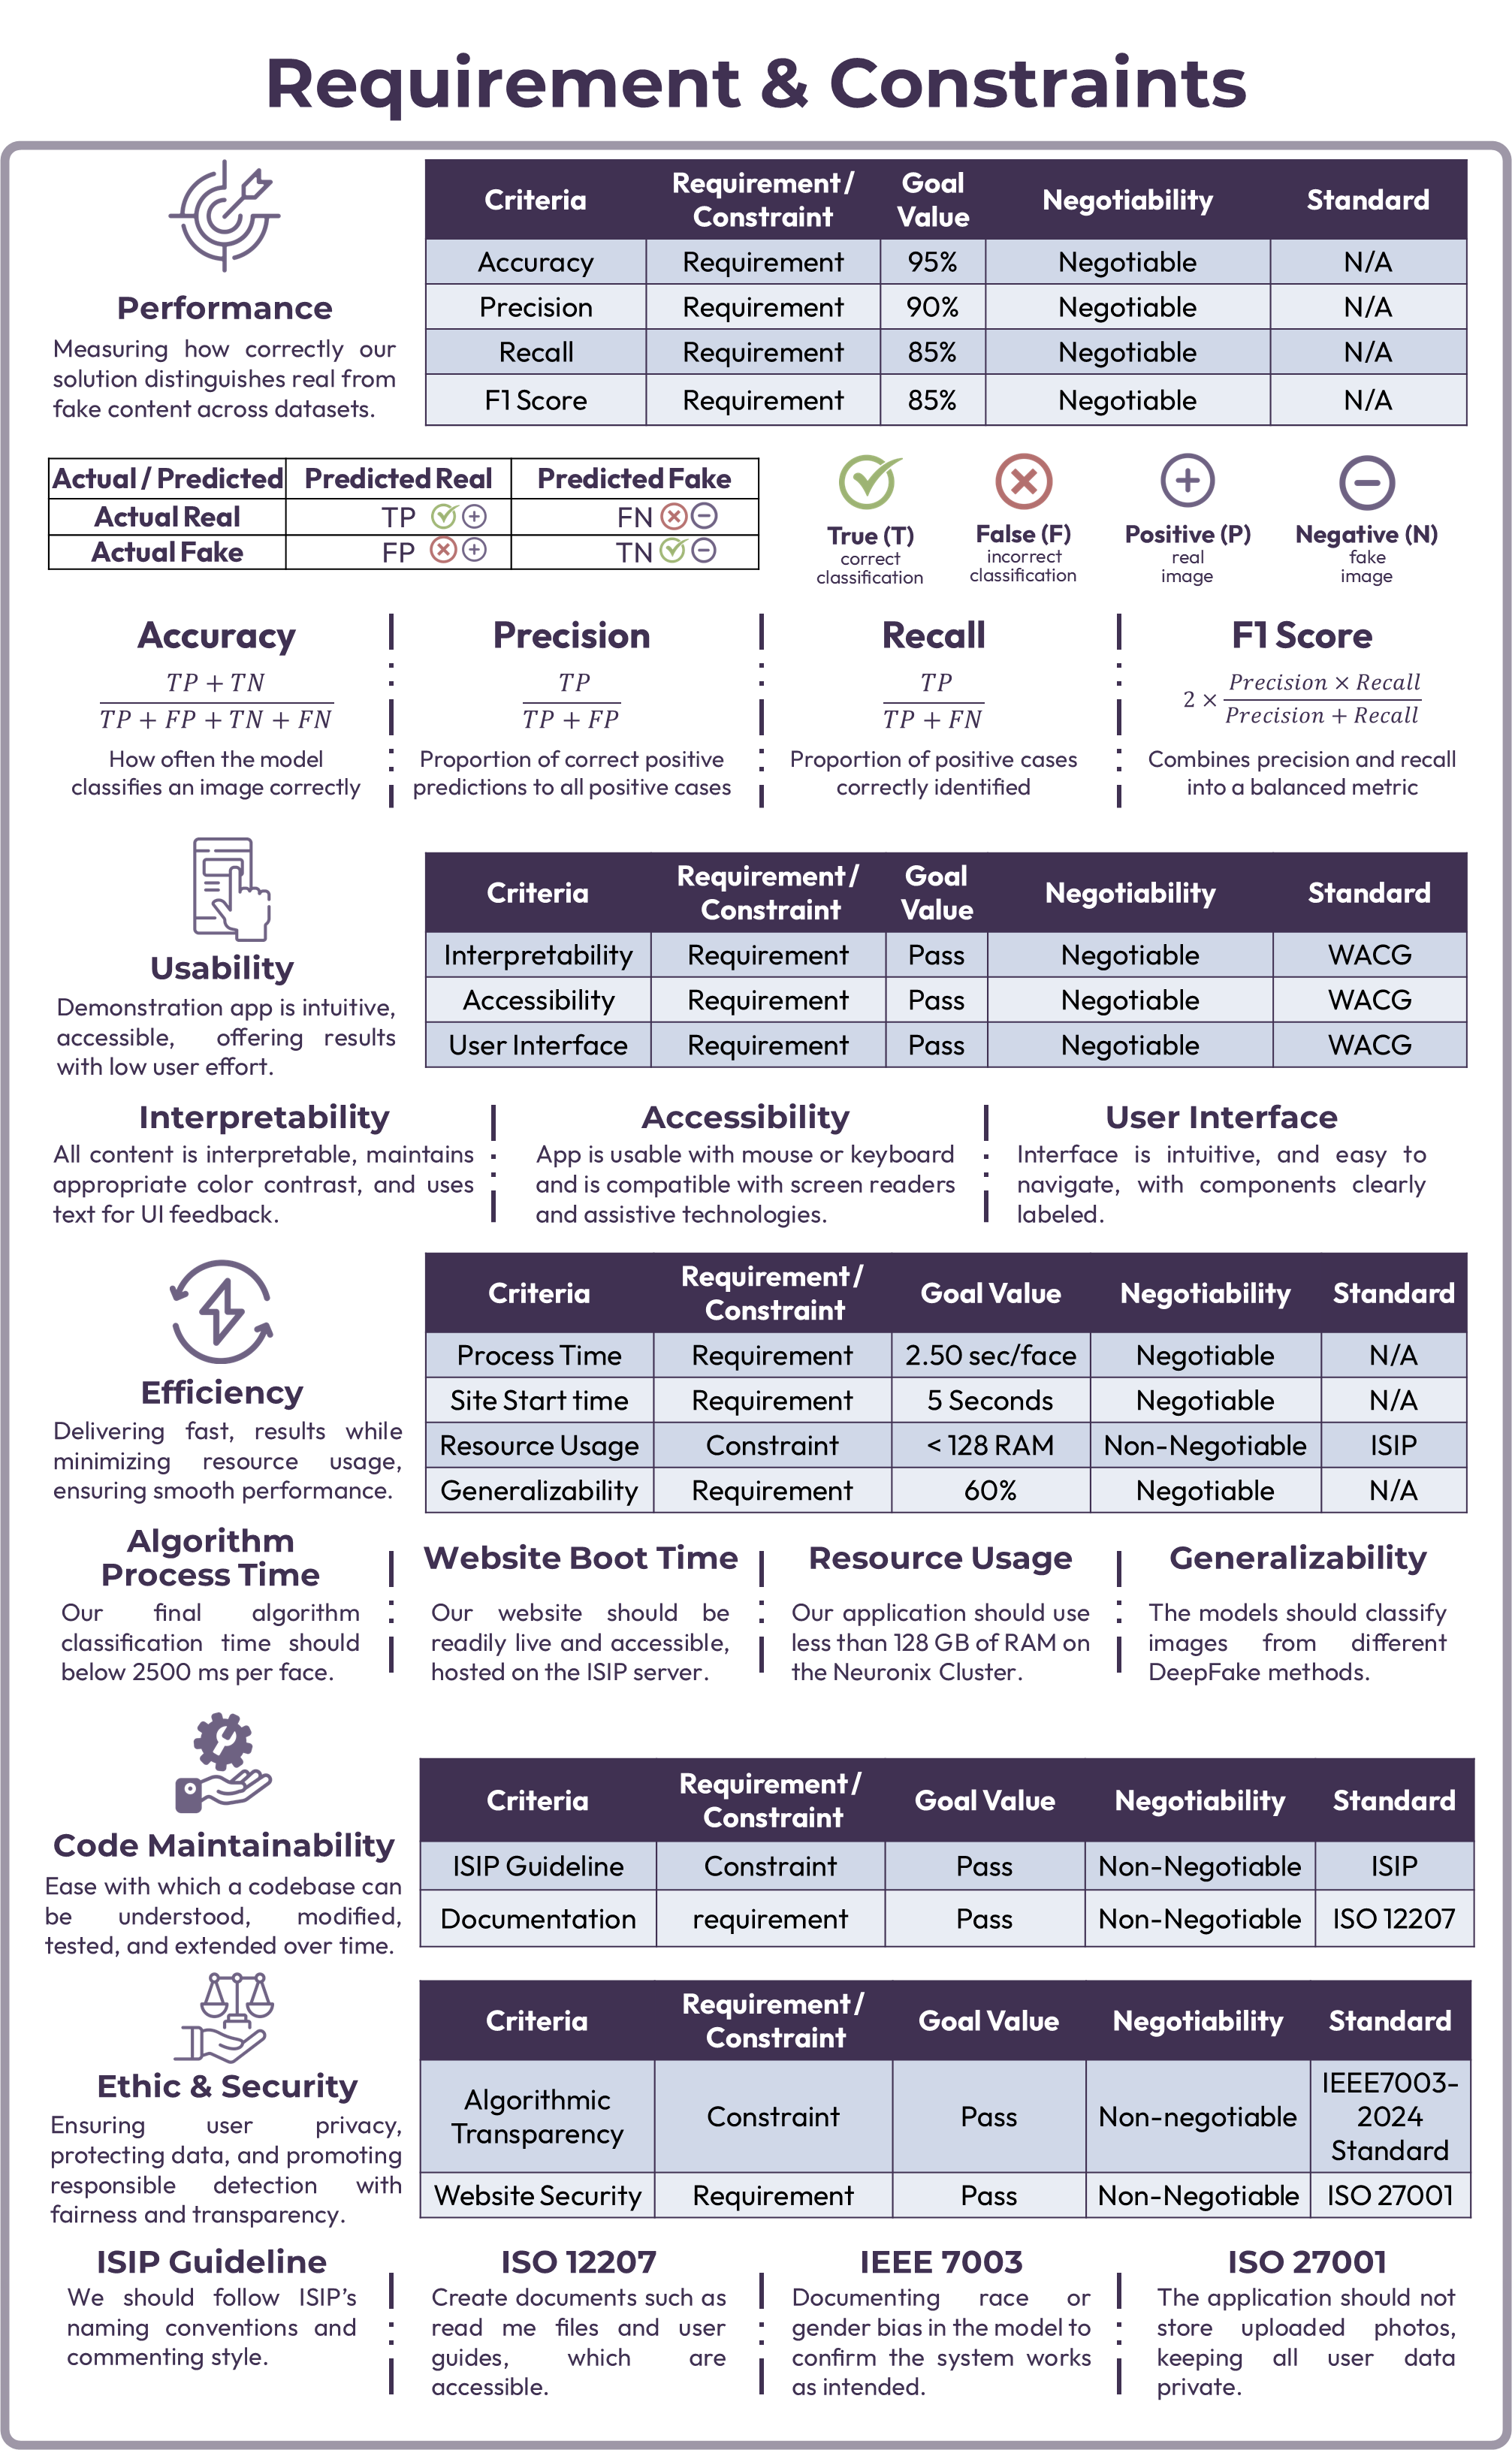 Requirement & Constraints
Performance
Measuring how correctly our
solution distinguishes real from
fake content across datasets.
Criteria Requirement/ Constraint Goal Value Negotiability Standard
Accuracy Requirement 95% Negotiable N/A
Precision Requirement 90% Negotiable N/A
Recall Requirement 85% Negotiable N/A
F1 Score Requirement 85% Negotiable N/A
Actual / Predicted Predicted Real Predicted Fake
Actual Real TP FN
Actual Fake FP TN
True (T)
correct
classification
False (F)
incorrect
classification
Positive (P)
real
image
Negative (N)
fake
image
Accuracy
TP + TN
TP + FP + TN + FN
How often the model
classifies an image correctly
Precision
TP
TP + FP
Proportion of correct positive
predictions to all positive cases
Recall
TP
TP + FN
Proportion of positive cases
correctly identified
F1 Score
2 × Precision × Recall
Precision + Recall
Combines precision and recall
into a balanced metric
Usability
Demonstration app is intuitive,
accessible, offering results
with low user effort.
Criteria Requirement/ Constraint Goal Value Negotiability Standard
Interpretability Requirement Pass Negotiable WACG
Accessibility Requirement Pass Negotiable WACG
User Interface Requirement Pass Negotiable WACG
Interpretability
All content is interpretable, maintains
appropriate color contrast, and uses
text for UI feedback.
Accessibility
App is usable with mouse or keyboard
and is compatible with screen readers
and assistive technologies.
User Interface
Interface is intuitive, and easy to
navigate, with components clearly
labeled.
Efficiency
Delivering fast, results while
minimizing resource usage,
ensuring smooth performance.
Criteria Requirement/ Constraint Goal Value Negotiability Standard
Process Time Requirement 2.50 sec/face Negotiable N/A
Site Start time Requirement 5 Seconds Negotiable N/A
Resource Usage Constraint < 128 RAM Non-Negotiable ISIP
Generalizability Requirement 60% Negotiable N/A
Algorithm
Process Time
Our final algorithm
classification time should
below 2500 ms per face.
Website Boot Time
Our website should be
readily live and accessible,
hosted on the ISIP server.
Resource Usage
Our application should use
less than 128 GB of RAM on
the Neuronix Cluster.
Generalizability
The models should classify
images from different
DeepFake methods.
Code Maintainability
Ease with which a codebase can
be understood, modified,
tested, and extended over time.
Criteria Requirement/ Constraint Goal Value Negotiability Standard
ISIP Guideline Constraint Pass Non-Negotiable ISIP
Documentation requirement Pass Non-Negotiable ISO 12207
Ethic & Security
Ensuring user privacy,
protecting data, and promoting
responsible detection with
fairness and transparency.
Criteria Requirement/ Constraint Goal Value Negotiability Standard
Algorithmic Transparency Constraint Pass Non-negotiable IEEE7003-2024 Standard
Website Security Requirement Pass Non-Negotiable ISO 27001
ISIP Guideline
We should follow ISIP's
naming conventions and
commenting style.
ISO 12207
Create documents such as
read me files and user
guides, which are
accessible.
IEEE 7003
Documenting race or
gender bias in the model to
confirm the system works
as intended.
ISO 27001
The application should not
store uploaded photos,
keeping all user data
private.